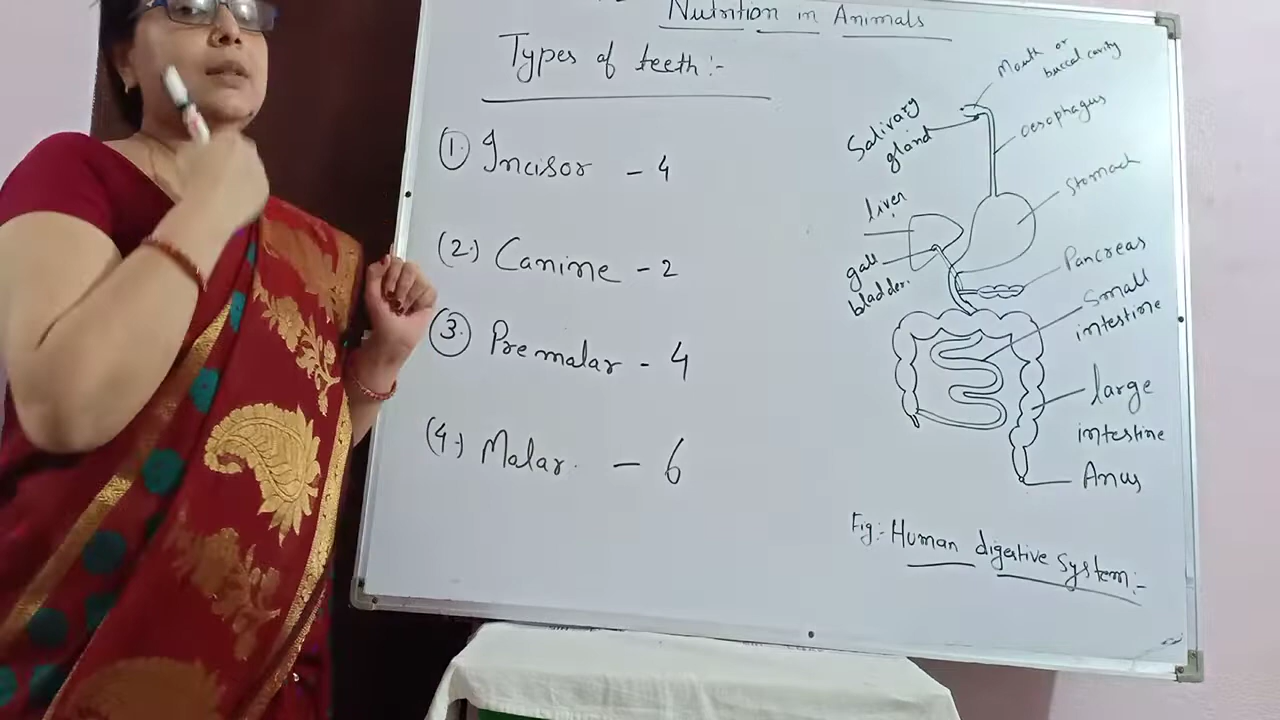 Nutrition in Animals
Types of teeth:-
(1.) Incisor - 4
(2.) Canine - 2
(3.) Premalar - 4
(4.) Malar. - 6
Mouth or
buccal cavity
Salivary
gland
oesophagus
Stomach
liver
gall
bladder.
Pancreas
Small
intestine
large
intestine
Anus
Fig:- Human digestive system:-